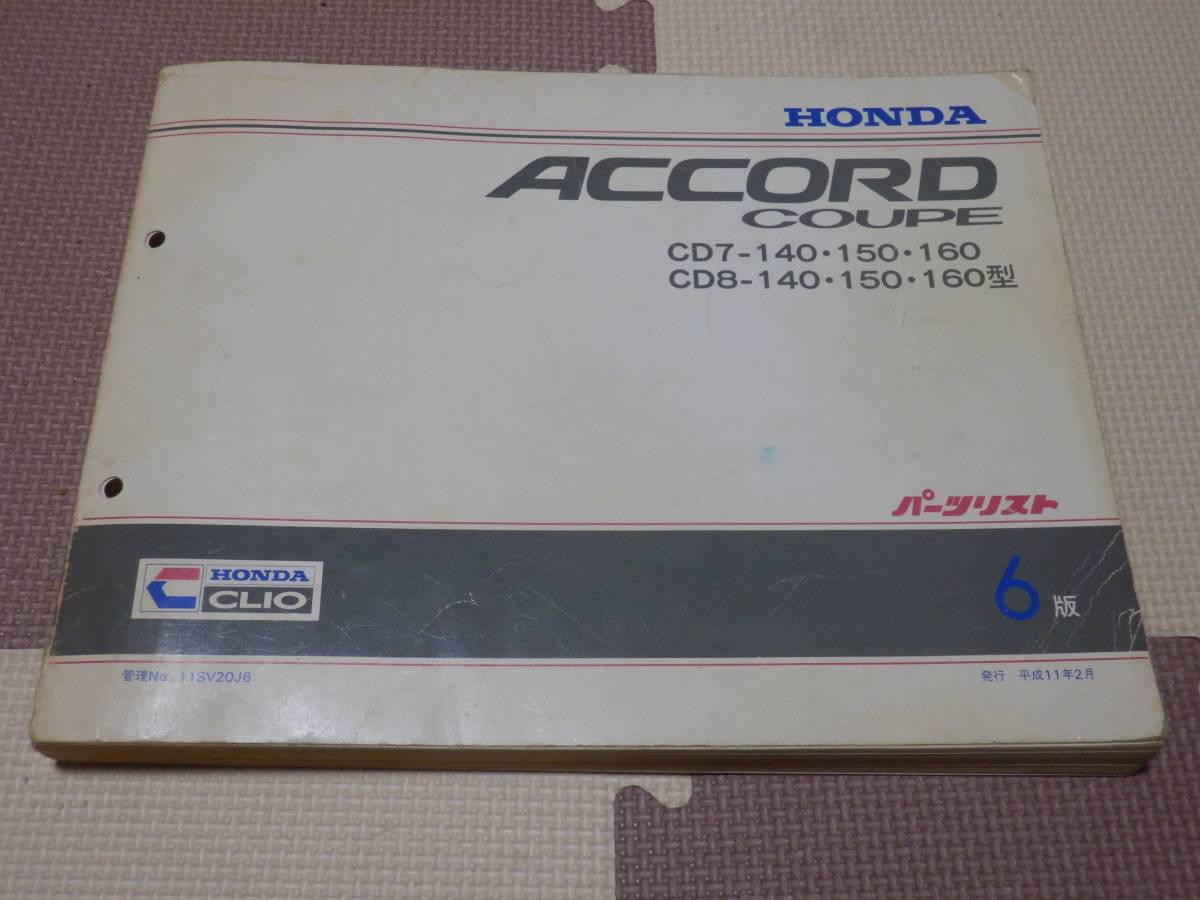 HONDA
ACCORD
COUPE
CD7-140・150・160
CD8-140・150・160型
パーツリスト
HONDA
CLIO
6版
管理No. 11SV20J6
発行 平成11年2月